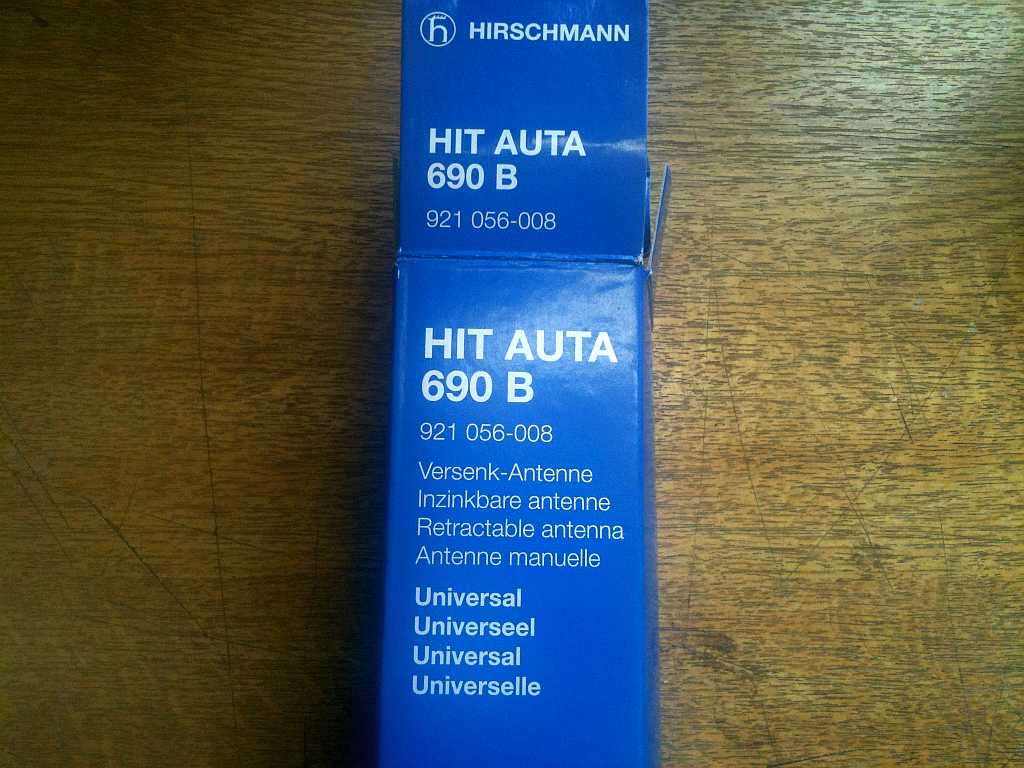 HIRSCHMANN
HIT AUTA
690 B
921 056-008
HIT AUTA
690 B
921 056-008
Versenk-Antenne
Inzinkbare antenne
Retractable antenna
Antenne manuelle
Universal
Universeel
Universal
Universelle